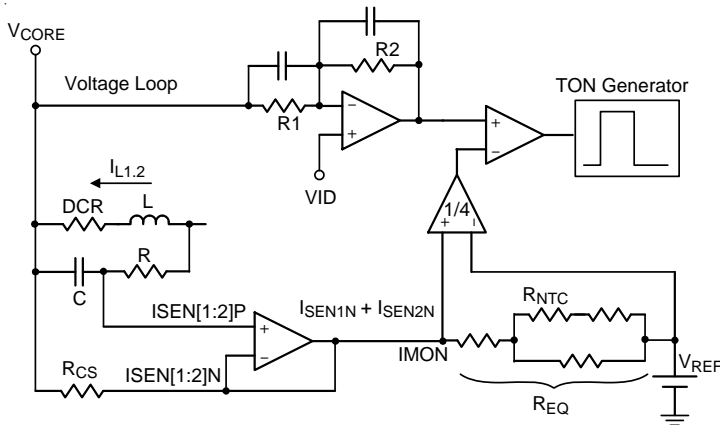 VCORE
Voltage Loop
R2
R1
TON Generator
VID
IL1.2
DCR
L
1/4
R
C
ISEN[1:2]P
ISEN1N + ISEN2N
RNTC
IMON
RCS
ISEN[1:2]N
VREF
REQ